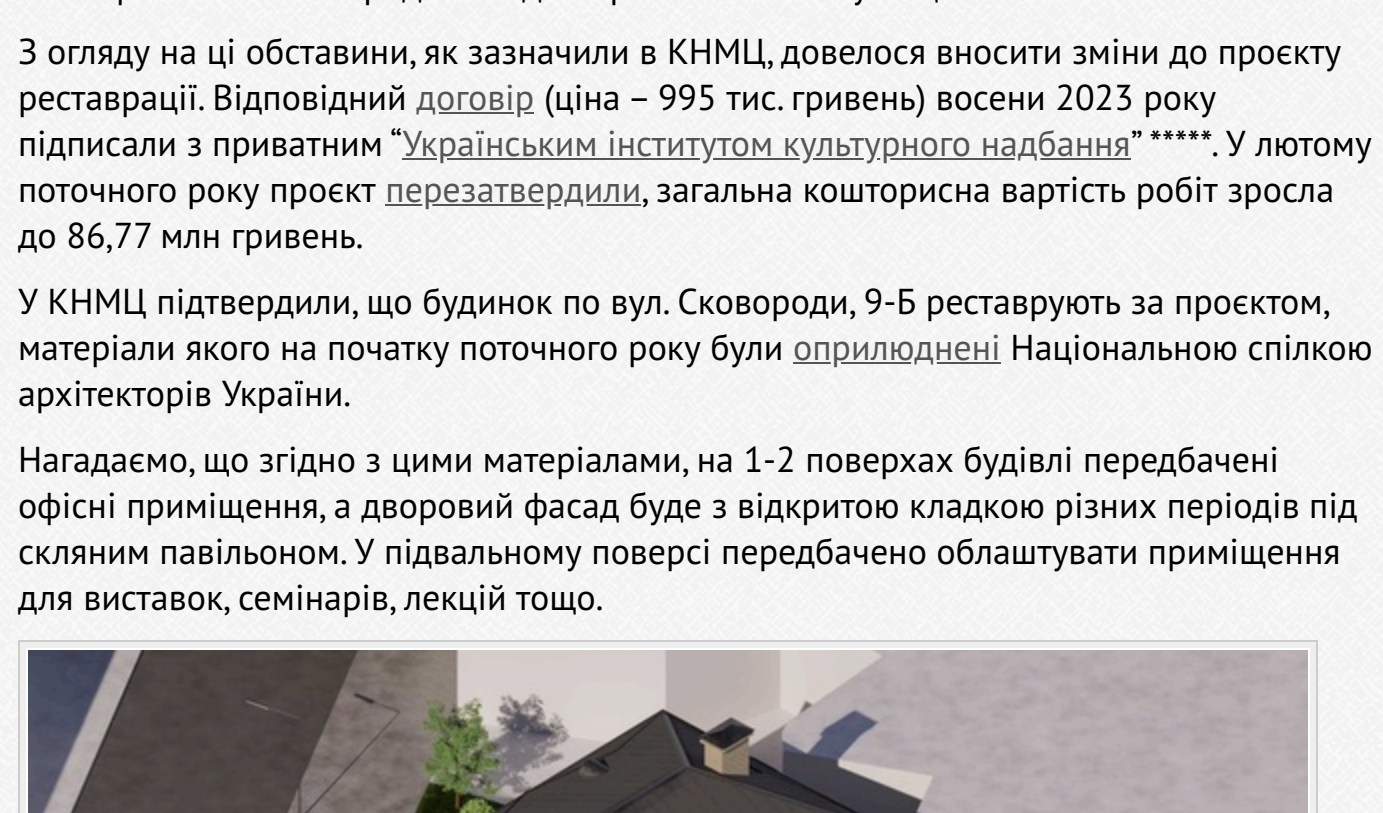 З огляду на ці обставини, як зазначили в КНМЦ, довелося вносити зміни до проєкту
реставрації. Відповідний договір (ціна – 995 тис. гривень) восени 2023 року
підписали з приватним “Українським інститутом культурного надбання” *****. У лютому
поточного року проєкт перезатвердили, загальна кошторисна вартість робіт зросла
до 86,77 млн гривень.
У КНМЦ підтвердили, що будинок по вул. Сковороди, 9-Б реставрують за проєктом,
матеріали якого на початку поточного року були оприлюднені Національною спілкою
архітекторів України.
Нагадаємо, що згідно з цими матеріалами, на 1-2 поверхах будівлі передбачені
офісні приміщення, а дворовий фасад буде з відкритою кладкою різних періодів під
скляним павільоном. У підвальному поверсі передбачено облаштувати приміщення
для виставок, семінарів, лекцій тощо.